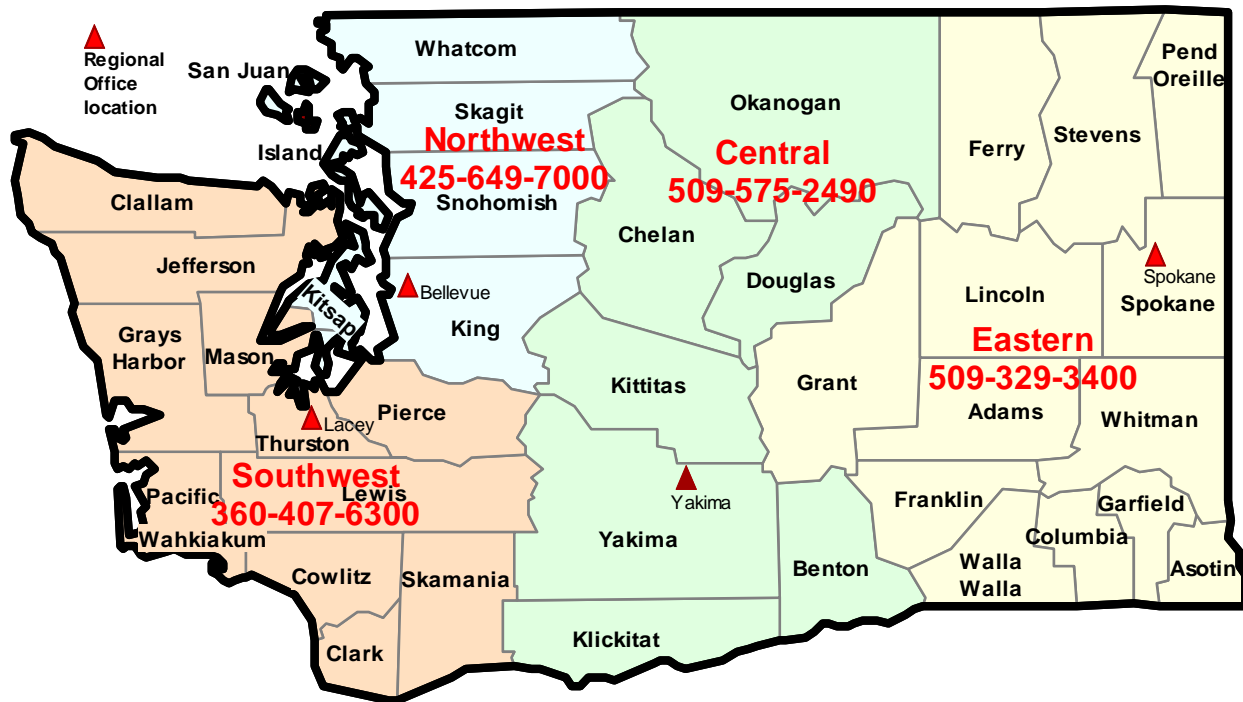 Regional
Office
location
San Juan
Island
Whatcom
Skagit
Northwest
425-649-7000
Snohomish
King
Bellevue
Kitsap
Okanogan
Central
509-575-2490
Chelan
Douglas
Kittitas
Yakima
Yakima
Benton
Klickitat
Pend
Oreille
Stevens
Ferry
Lincoln
Spokane
Spokane
Eastern
509-329-3400
Grant
Adams
Whitman
Franklin
Garfield
Columbia
Walla
Walla
Asotin
Clallam
Jefferson
Grays
Harbor
Mason
Pierce
Lacey
Thurston
Southwest
360-407-6300
Lewis
Pacific
Wahkiakum
Cowlitz
Skamania
Clark